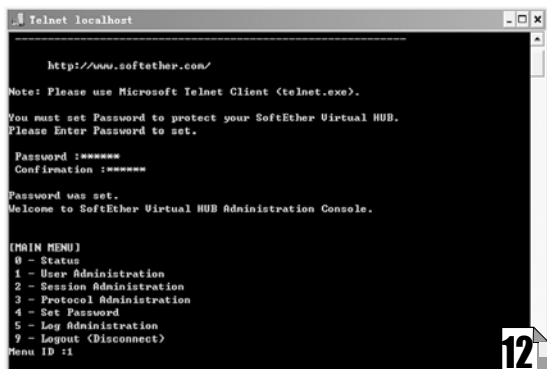 Telnet localhost
http://www.softether.com/
Note: Please use Microsoft Telnet Client (telnet.exe).
You must set Password to protect your SoftEther Virtual HUB.
Please Enter Password to set.
Password :******
Confirmation :******
Password was set.
Welcome to SoftEther Virtual HUB Administration Console.
[MAIN MENU]
0 - Status
1 - User Administration
2 - Session Administration
3 - Protocol Administration
4 - Set Password
5 - Log Administration
9 - Logout (Disconnect)
Menu ID :1
12